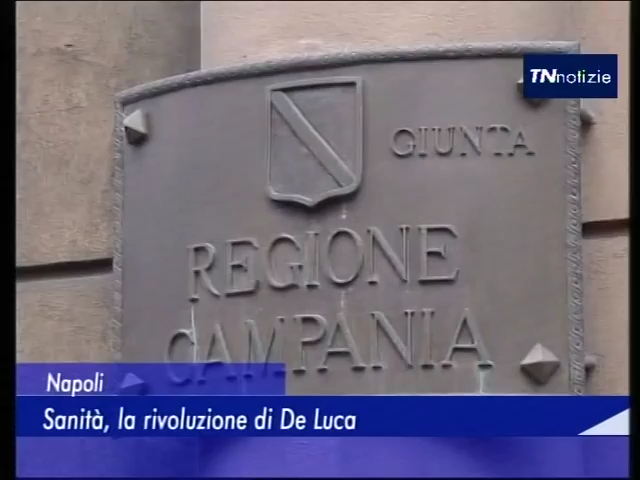 TNnotizie
GIUNTA
REGIONE
CAMPANIA
Napoli
Sanità, la rivoluzione di De Luca